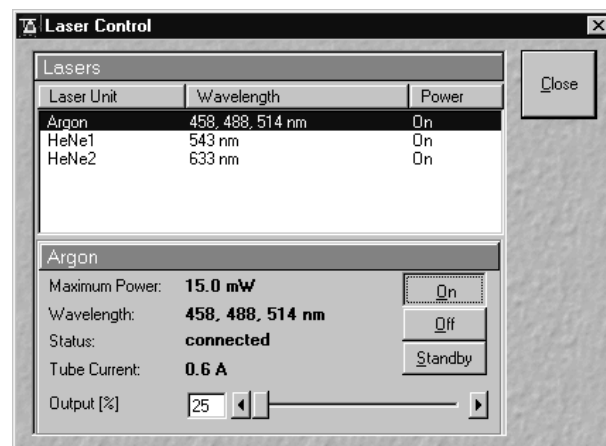 Laser Control
Lasers
Laser Unit Wavelength Power
Argon 458, 488, 514 nm On
HeNe1 543 nm On
HeNe2 633 nm On
Close
Argon
Maximum Power: 15.0 mW
Wavelength: 458, 488, 514 nm
Status: connected
Tube Current: 0.6 A
Output [%] 25
On
Off
Standby